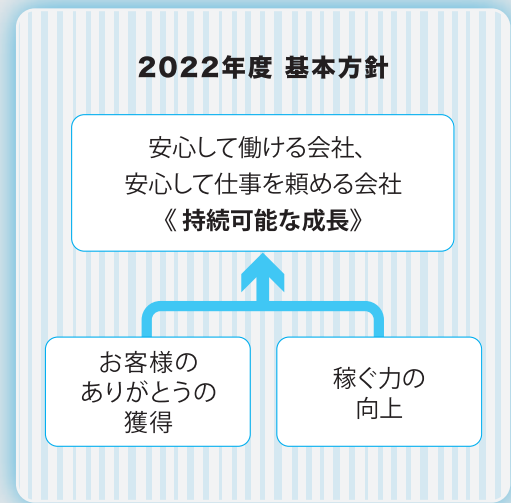 2022年度 基本方針
安心して働ける会社、
安心して仕事を頼める会社
《 持続可能な成長》
お客様の
ありがとうの
獲得
稼ぐ力の
向上